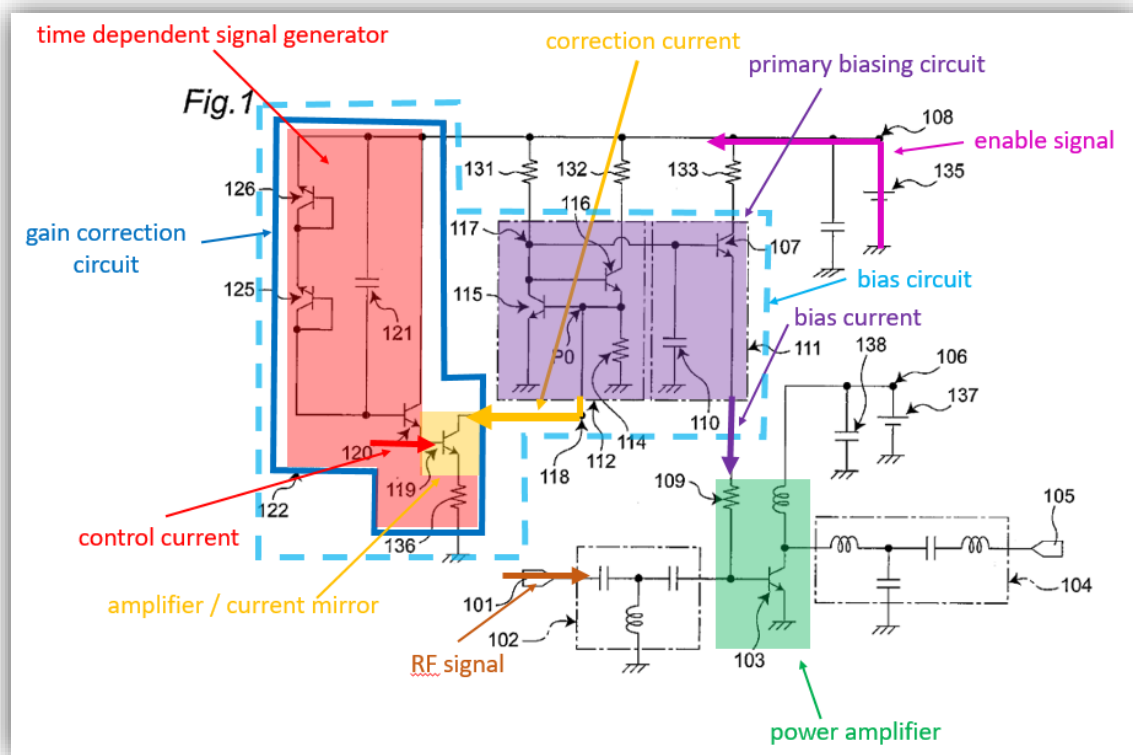 time dependent signal generator
correction current
primary biasing circuit
Fig.1
108
enable signal
131
132
133
135
126
116
117
107
gain correction
circuit
125
115
121
bias circuit
bias current
P0
111
138
106
137
110
114
120
118
112
119
109
122
105
control current
136
104
amplifier / current mirror
101
102
103
RF signal
power amplifier